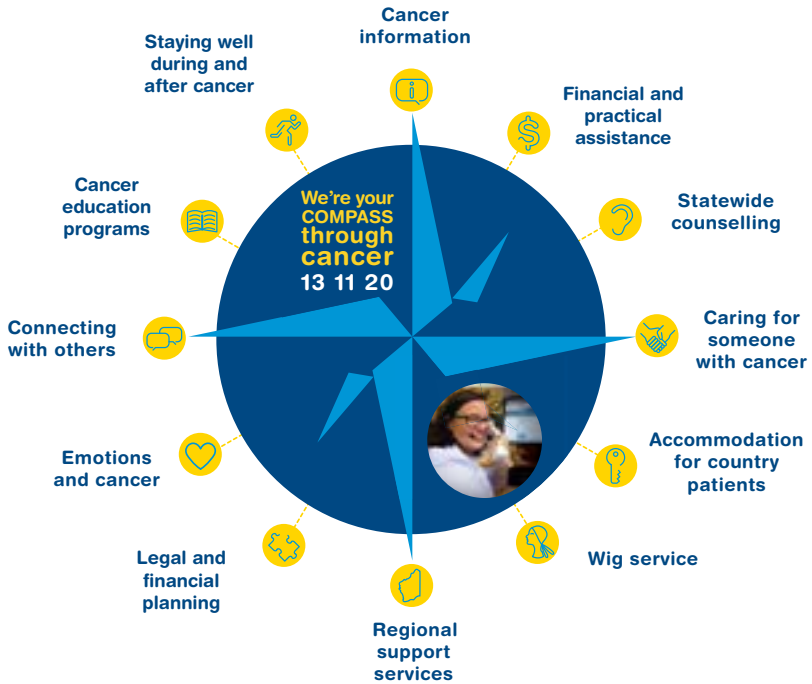 Cancer
information
Financial and
practical
assistance
Statewide
counselling
Caring for
someone
with cancer
Accommodation
for country
patients
Wig service
Regional
support
services
Legal and
financial
planning
Emotions
and cancer
Connecting
with others
Cancer
education
programs
Staying well
during and
after cancer
We're your
COMPASS
through
cancer
13 11 20